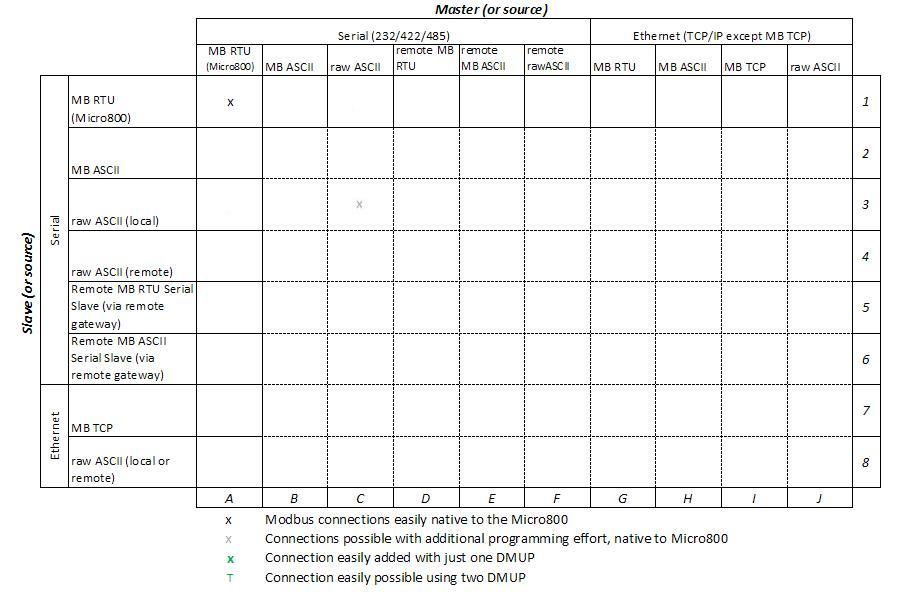 Master (or source)
Serial (232/422/485)
Ethernet (TCP/IP except MB TCP)
MB RTU
(Micro800)
MB ASCII
raw ASCII
remote MB
RTU
remote
MB ASCII
remote
rawASCII
MB RTU
MB ASCII
MB TCP
raw ASCII
Slave (or source)
Serial
MB RTU
(Micro800)
x
1
MB ASCII
2
raw ASCII (local)
x
3
raw ASCII (remote)
4
Remote MB RTU Serial
Slave (via remote
gateway)
5
Remote MB ASCII
Serial Slave (via
remote gateway)
6
Ethernet
MB TCP
7
raw ASCII (local or
remote)
8
A B C D E F G H I J
x Modbus connections easily native to the Micro800
x Connections possible with additional programming effort, native to Micro800
x Connection easily added with just one DMUP
T Connection easily possible using two DMUP